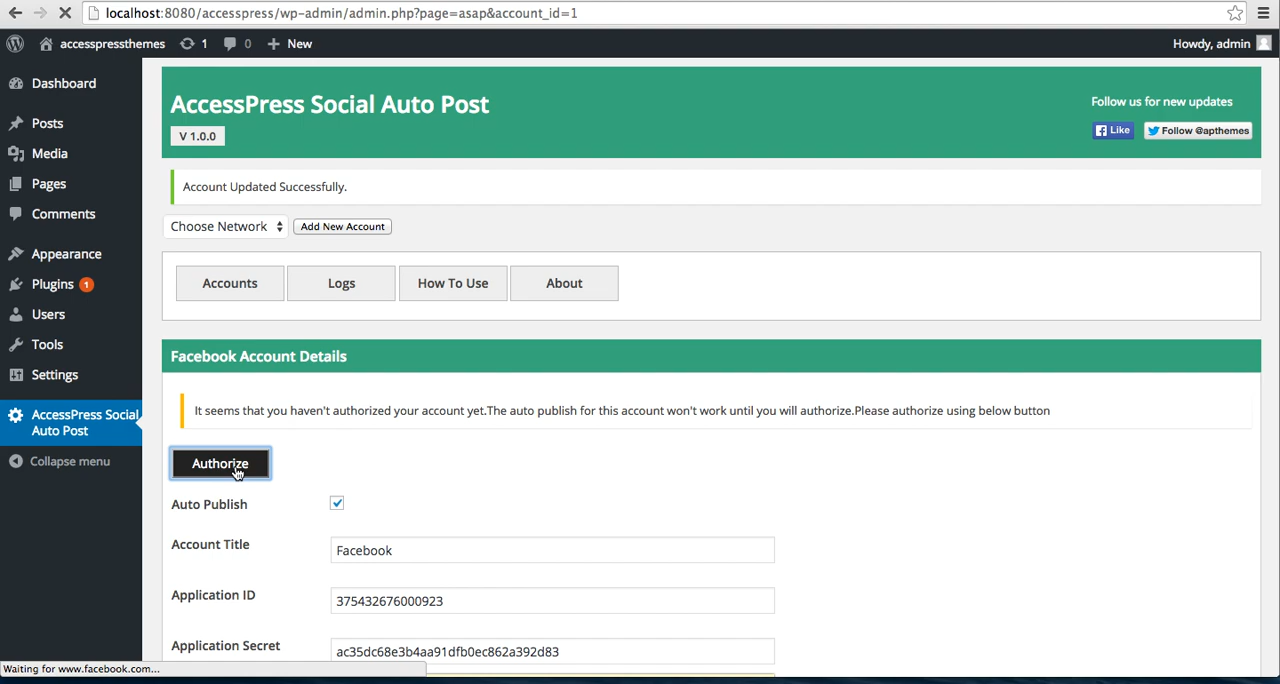 localhost:8080/accesspress/wp-admin/admin.php?page=asap&account_id=1
accesspressthemes 1 0 New Howdy, admin
Dashboard
Posts
Media
Pages
Comments
Appearance
Plugins 1
Users
Tools
Settings
AccessPress Social
Auto Post
Collapse menu
AccessPress Social Auto Post
V 1.0.0
Follow us for new updates
Like Follow @apthemes
Account Updated Successfully.
Choose Network Add New Account
Accounts Logs How To Use About
Facebook Account Details
It seems that you haven't authorized your account yet.The auto publish for this account won't work until you will authorize.Please authorize using below button
Authorize
Auto Publish
Account Title Facebook
Application ID 375432676000923
Application Secret ac35dc68e3b4aa91dfb0ec862a392d83
Waiting for www.facebook.com...